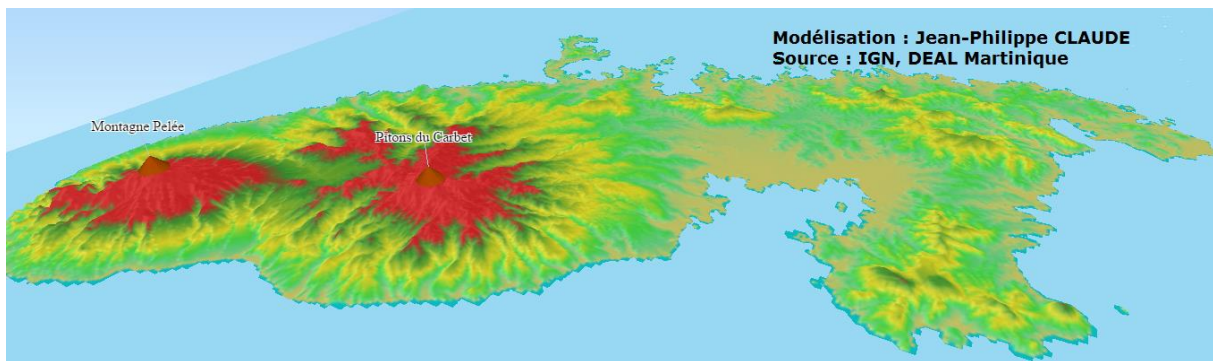 Modélisation : Jean-Philippe CLAUDE
Source : IGN, DEAL Martinique
Montagne Pelée
Pitons du Carbet